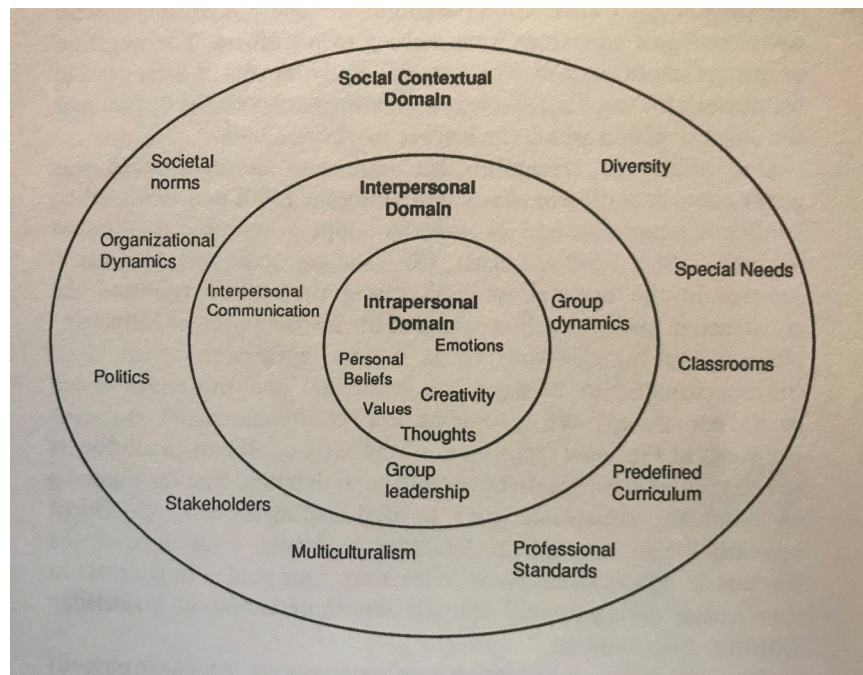 Social Contextual
Domain
Societal
norms
Diversity
Interpersonal
Domain
Organizational
Dynamics
Special Needs
Interpersonal
Communication
Intrapersonal
Domain
Group
dynamics
Emotions
Personal
Beliefs
Classrooms
Politics
Creativity
Values
Thoughts
Group
leadership
Predefined
Curriculum
Stakeholders
Multiculturalism
Professional
Standards